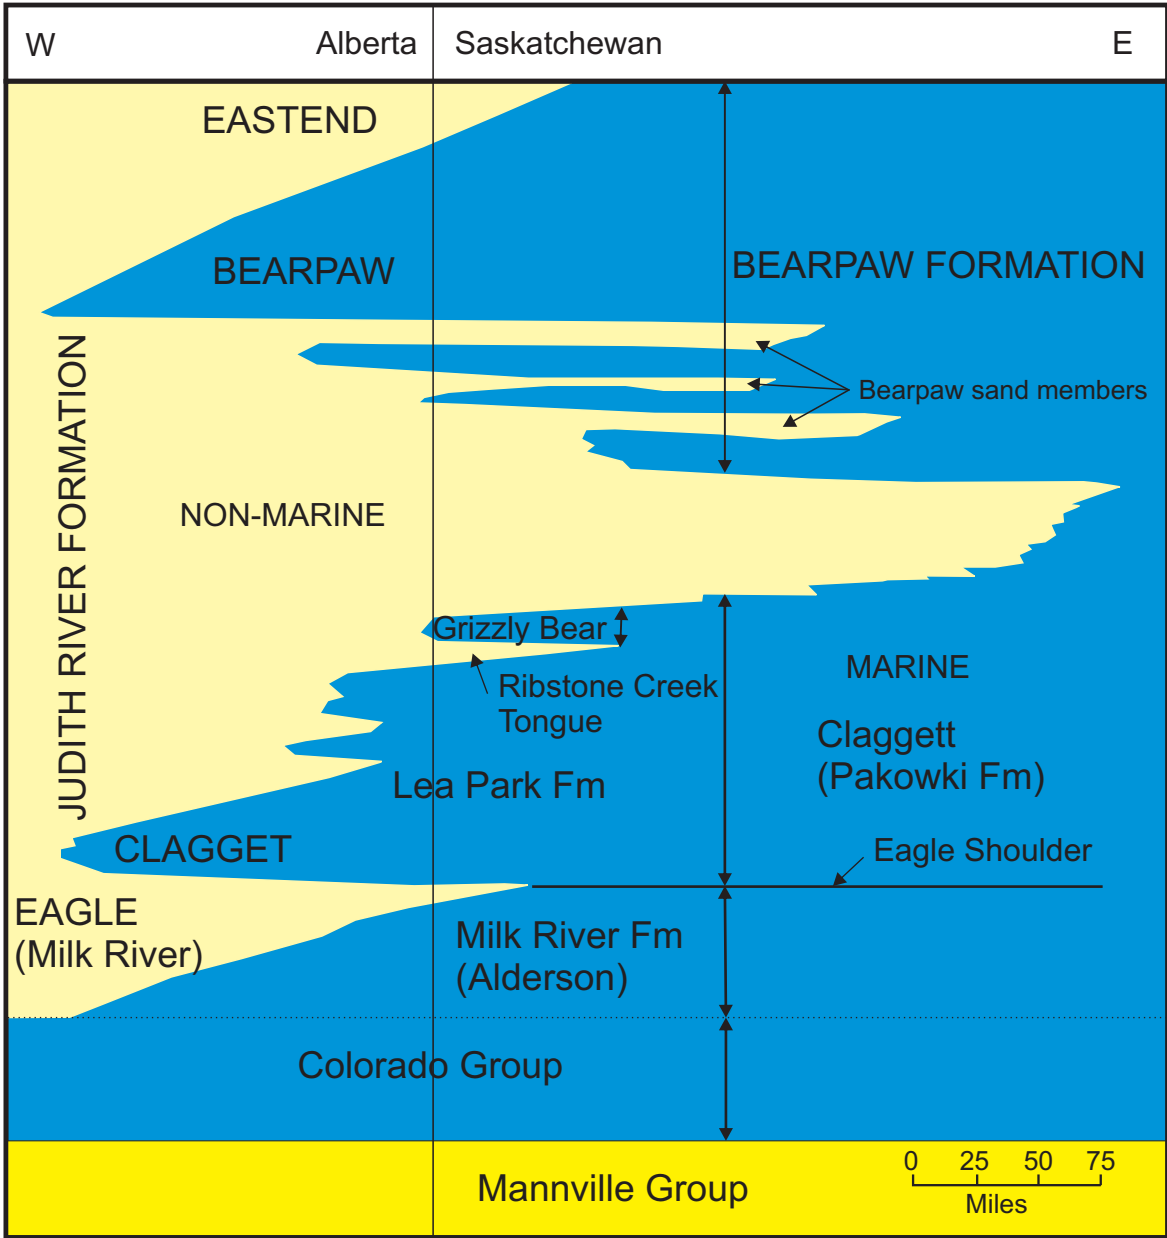 W
Alberta
Saskatchewan
E
EASTEND
BEARPAW
BEARPAW FORMATION
JUDITH RIVER FORMATION
Bearpaw sand members
NON-MARINE
Grizzly Bear
MARINE
Ribstone Creek
Tongue
Claggett
(Pakowki Fm)
Lea Park Fm
CLAGGET
Eagle Shoulder
EAGLE
(Milk River)
Milk River Fm
(Alderson)
Colorado Group
Mannville Group
0 25 50 75
Miles